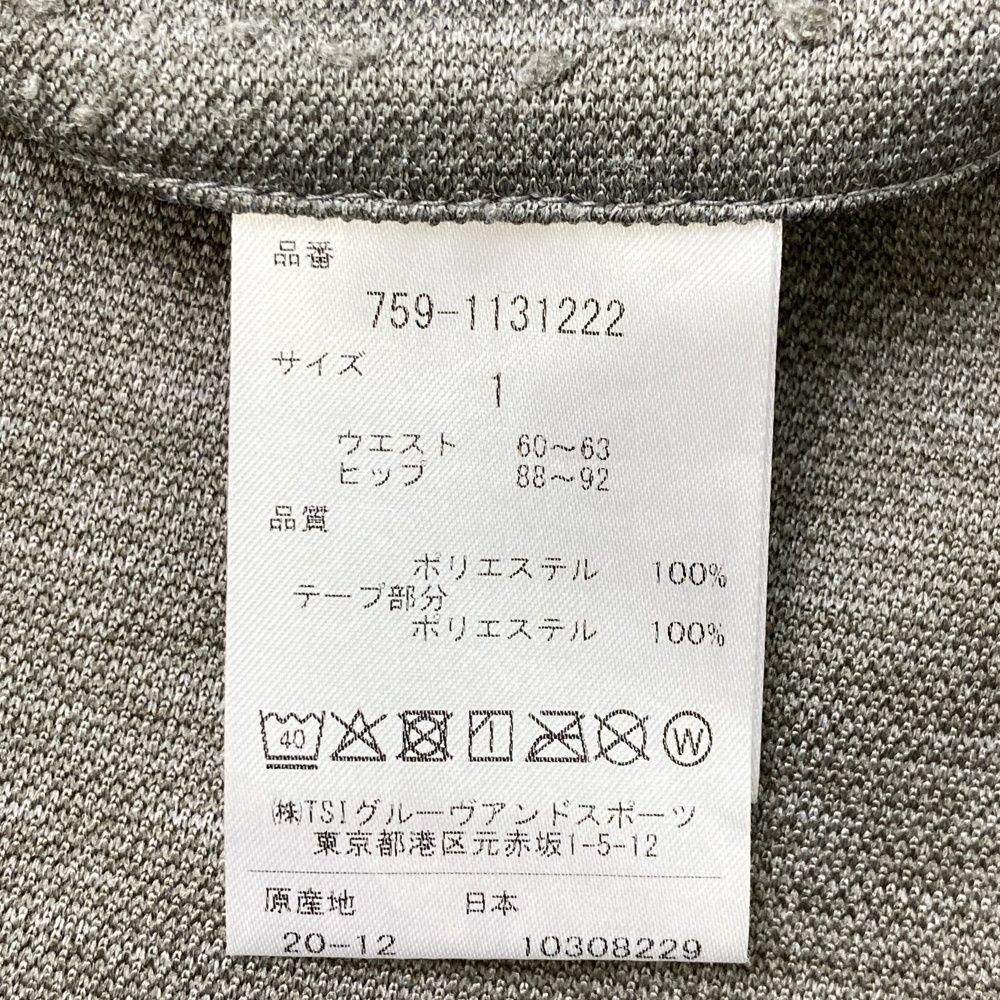 品番
759-1131222
サイズ
1
ウエスト 60～63
ヒップ 88～92
品質
ポリエステル 100%
テープ部分
ポリエステル 100%
40 W
㈱TSIグルーヴアンドスポーツ
東京都港区元赤坂1-5-12
原産地 日本
20-12 10308229